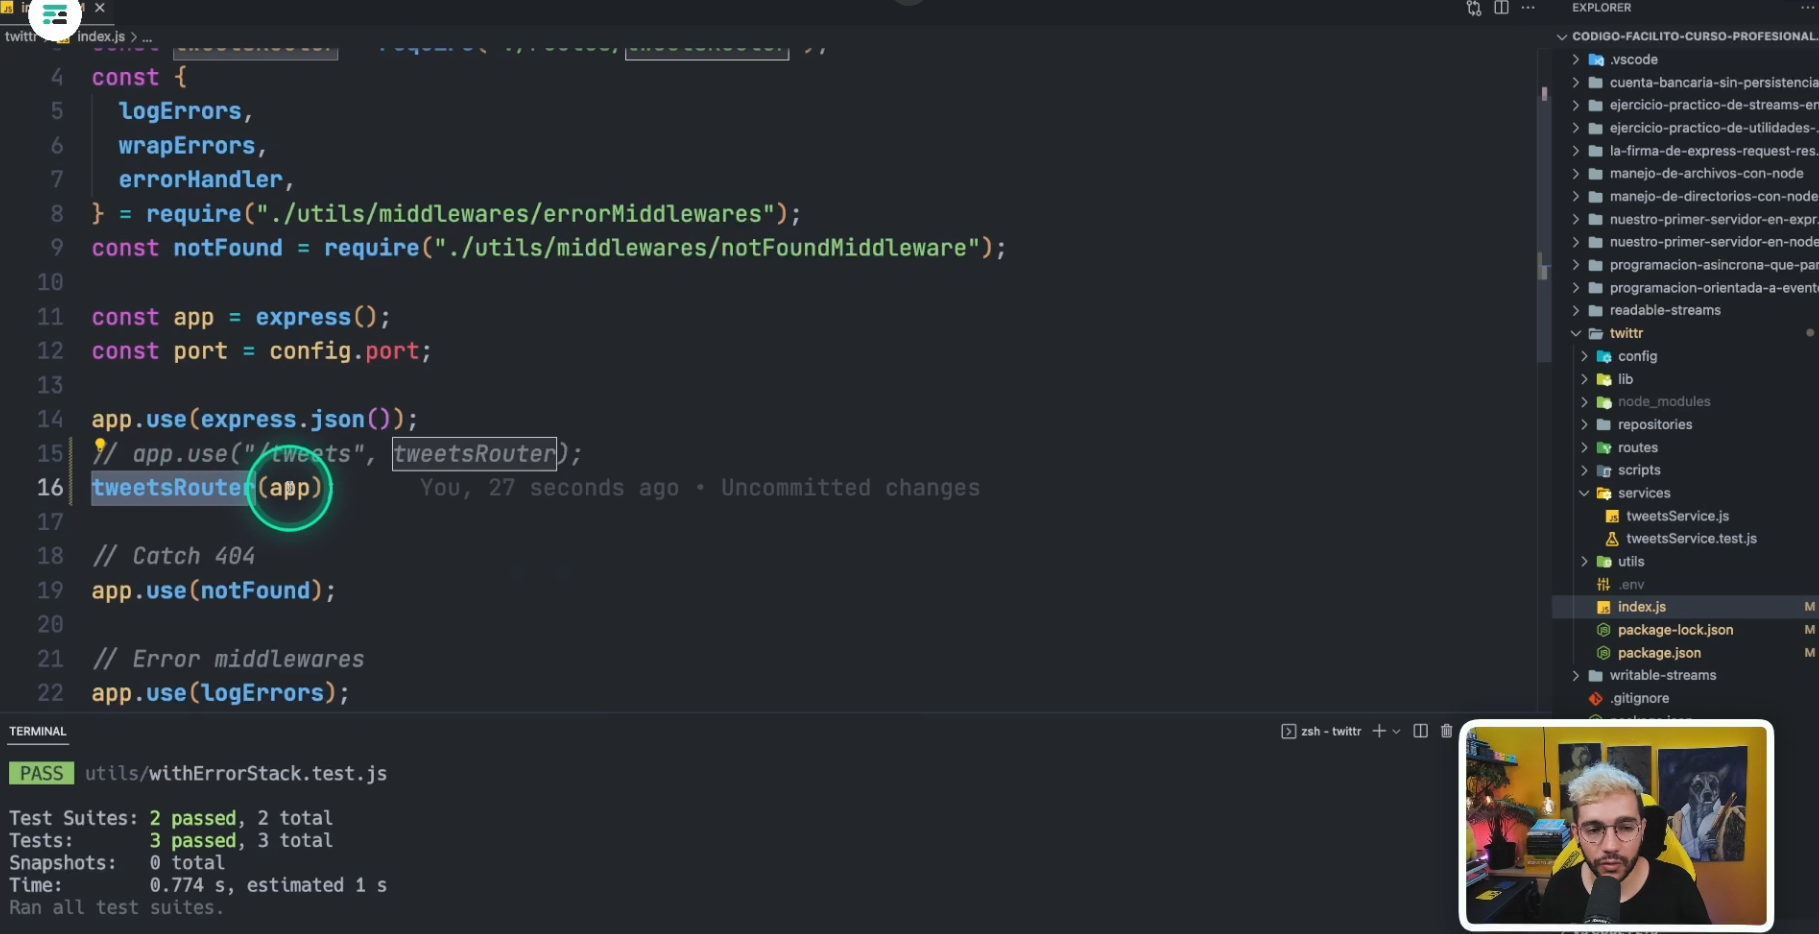 twittr > index.js > ...
4 const {
5 logErrors,
6 wrapErrors,
7 errorHandler,
8 } = require("./utils/middlewares/errorMiddlewares");
9 const notFound = require("./utils/middlewares/notFoundMiddleware");
10
11 const app = express();
12 const port = config.port;
13
14 app.use(express.json());
15 // app.use("/tweets", tweetsRouter);
16 tweetsRouter(app) You, 27 seconds ago • Uncommitted changes
17
18 // Catch 404
19 app.use(notFound);
20
21 // Error middlewares
22 app.use(logErrors);
TERMINAL
zsh - twittr
PASS utils/withErrorStack.test.js
Test Suites: 2 passed, 2 total
Tests: 3 passed, 3 total
Snapshots: 0 total
Time: 0.774 s, estimated 1 s
Ran all test suites.
EXPLORER
CODIGO-FACILITO-CURSO-PROFESIONAL.
.vscode
cuenta-bancaria-sin-persistencia
ejercicio-practico-de-streams-en
ejercicio-practico-de-utilidades-.
la-firma-de-express-request-res.
manejo-de-archivos-con-node
manejo-de-directorios-con-node
nuestro-primer-servidor-en-expr.
nuestro-primer-servidor-en-node
programacion-asincrona-que-par
programacion-orientada-a-evento
readable-streams
twittr
config
lib
node_modules
repositories
routes
scripts
services
tweetsService.js
tweetsService.test.js
utils
.env
index.js M
package-lock.json M
package.json M
writable-streams
.gitignore